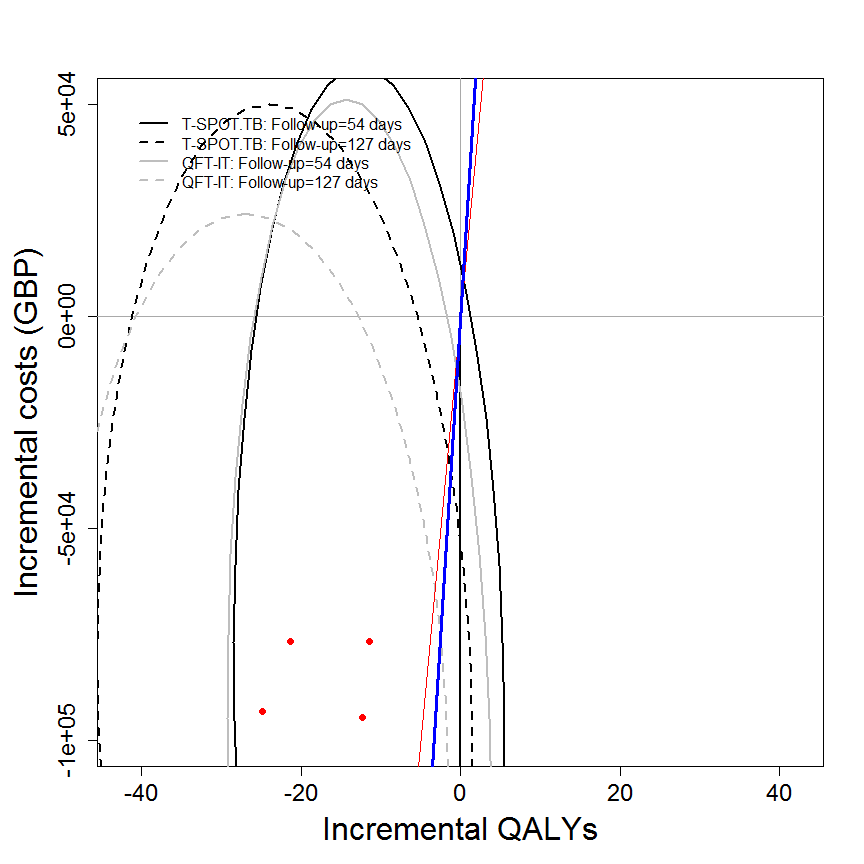 T-SPOT.TB: Follow-up=54 days
T-SPOT.TB: Follow-up=127 days
QFT-IT: Follow-up=54 days
QFT-IT: Follow-up=127 days
Incremental costs (GBP)
5e+04
0e+00
-5e+04
-1e+05
-40 -20 0 20 40
Incremental QALYs